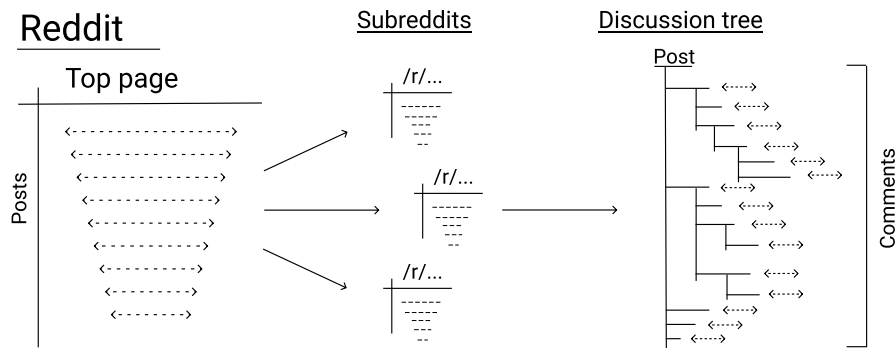 Reddit
Top page
Posts
Subreddits
/r/...
/r/...
/r/...
Discussion tree
Post
Comments